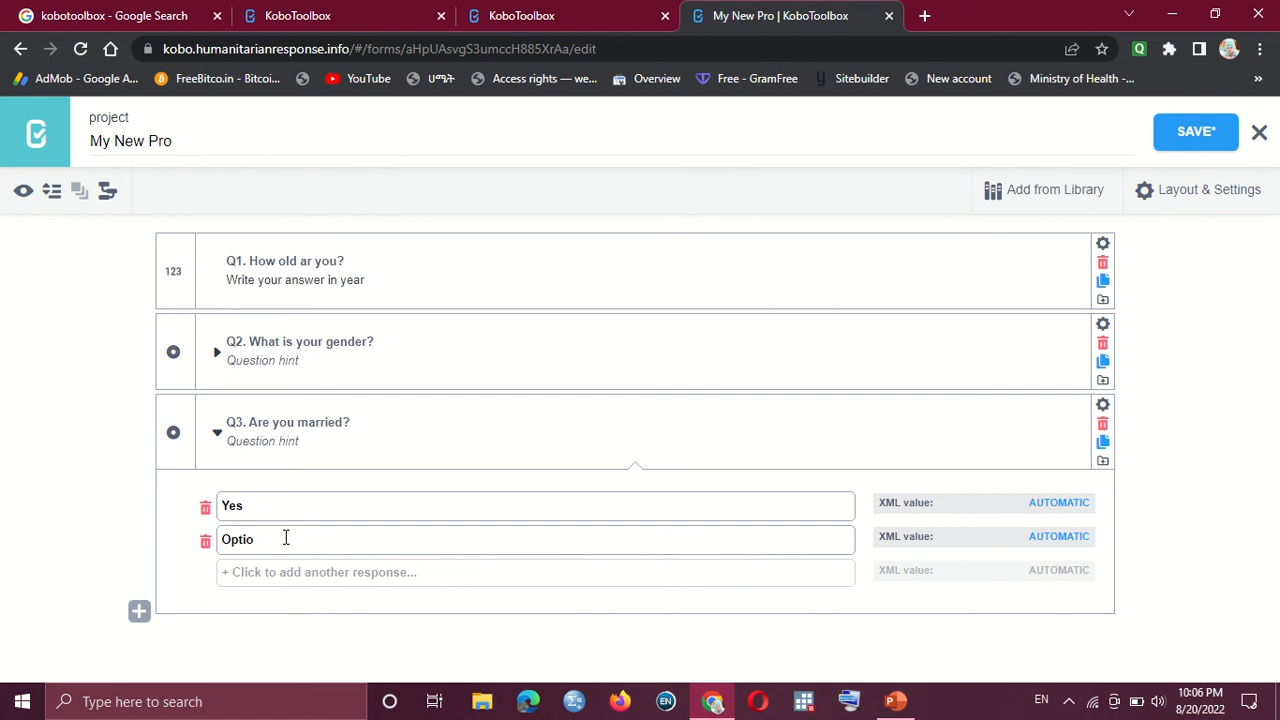 kobotoolbox - Google Search
KoboToolbox
KoboToolbox
My New Pro | KoboToolbox
kobo.humanitarianresponse.info/#/forms/aHpUAsvgS3umccH885XrAa/edit
AdMob - Google A...
FreeBitco.in - Bitcoi...
YouTube
Access rights — we...
Overview
Free - GramFree
Sitebuilder
New account
Ministry of Health -...
»
project
My New Pro
SAVE*
Add from Library
Layout & Settings
123
Q1. How old ar you?
Write your answer in year
Q2. What is your gender?
Question hint
Q3. Are you married?
Question hint
Yes
XML value: AUTOMATIC
Optio
XML value: AUTOMATIC
+ Click to add another response...
XML value: AUTOMATIC
Type here to search
EN
EN
10:06 PM
8/20/2022